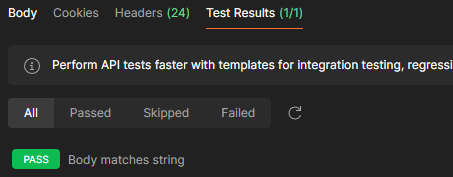 Body Cookies Headers (24) Test Results (1/1)
Perform API tests faster with templates for integration testing, regressi
All Passed Skipped Failed
PASS Body matches string